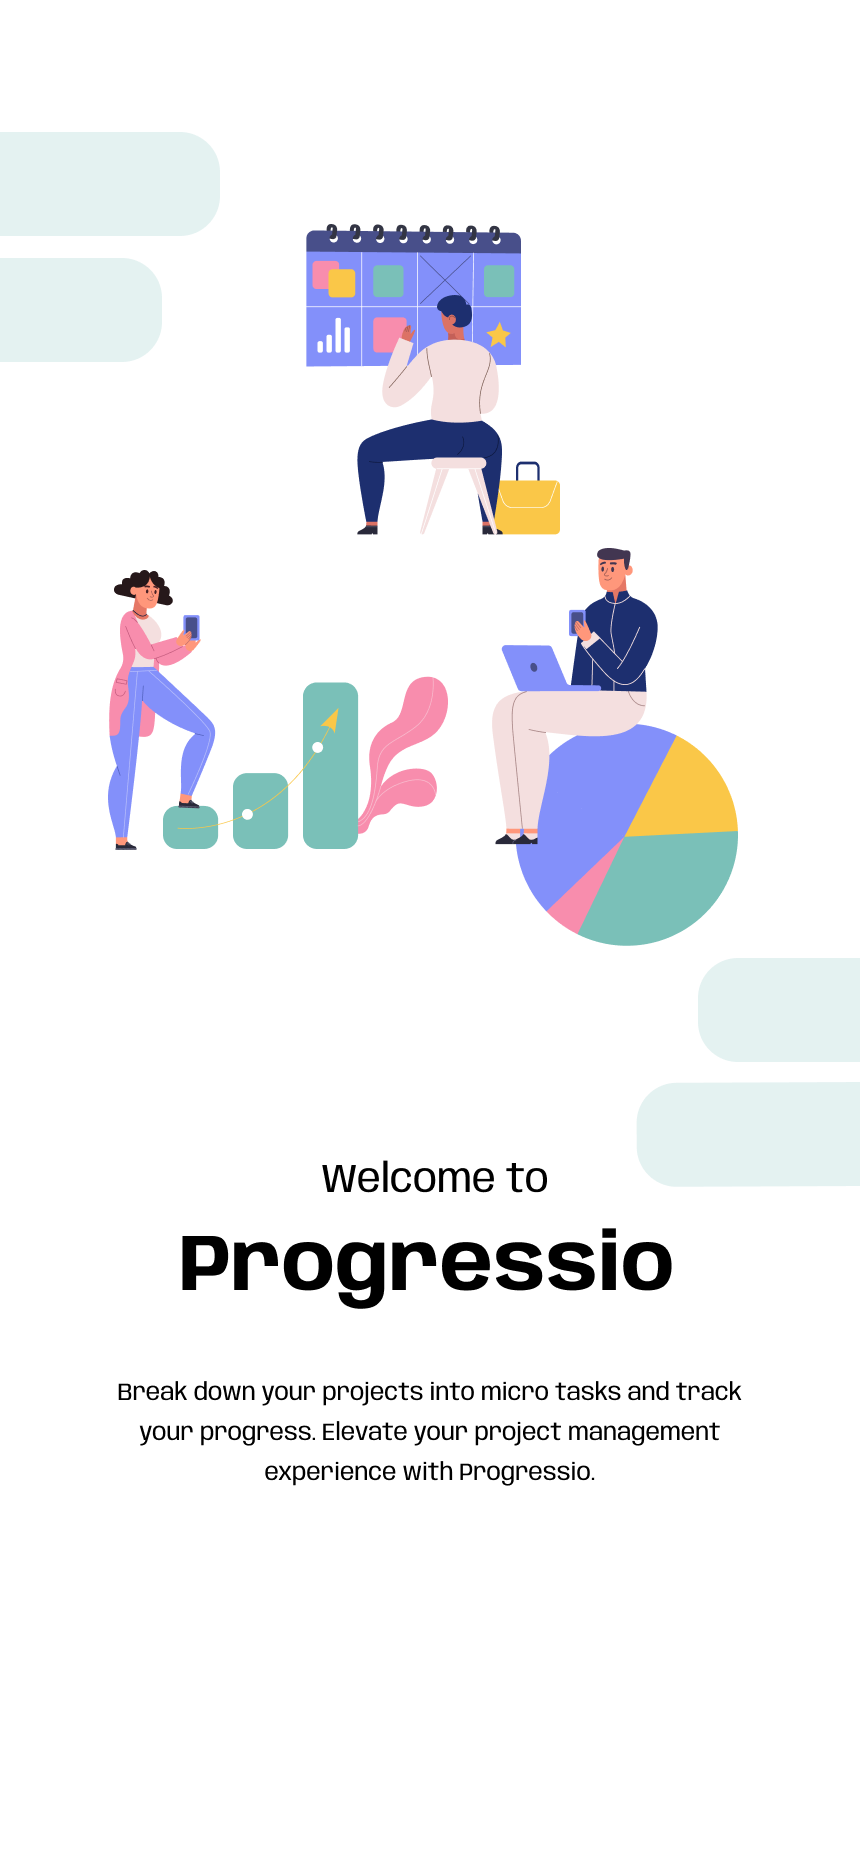 Welcome to
Progressio
Break down your projects into micro tasks and track
your progress. Elevate your project management
experience with Progressio.